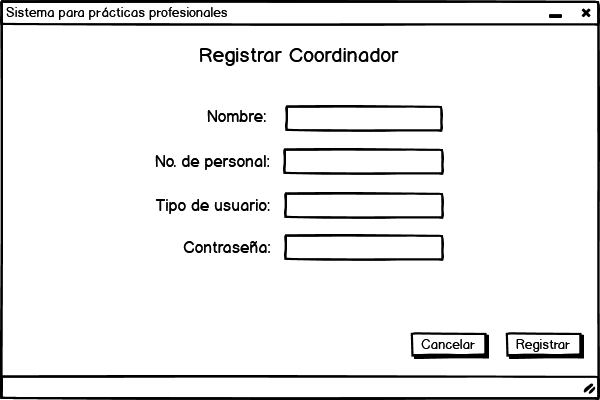 Sistema para prácticas profesionales
Registrar Coordinador
Nombre:
No. de personal:
Tipo de usuario:
Contraseña:
Cancelar
Registrar